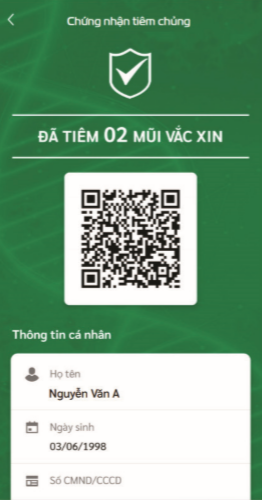 Chứng nhận tiêm chủng
ĐÃ TIÊM 02 MŨI VẮC XIN
Thông tin cá nhân
Họ tên
Nguyễn Văn A
Ngày sinh
03/06/1998
Số CMND/CCCD